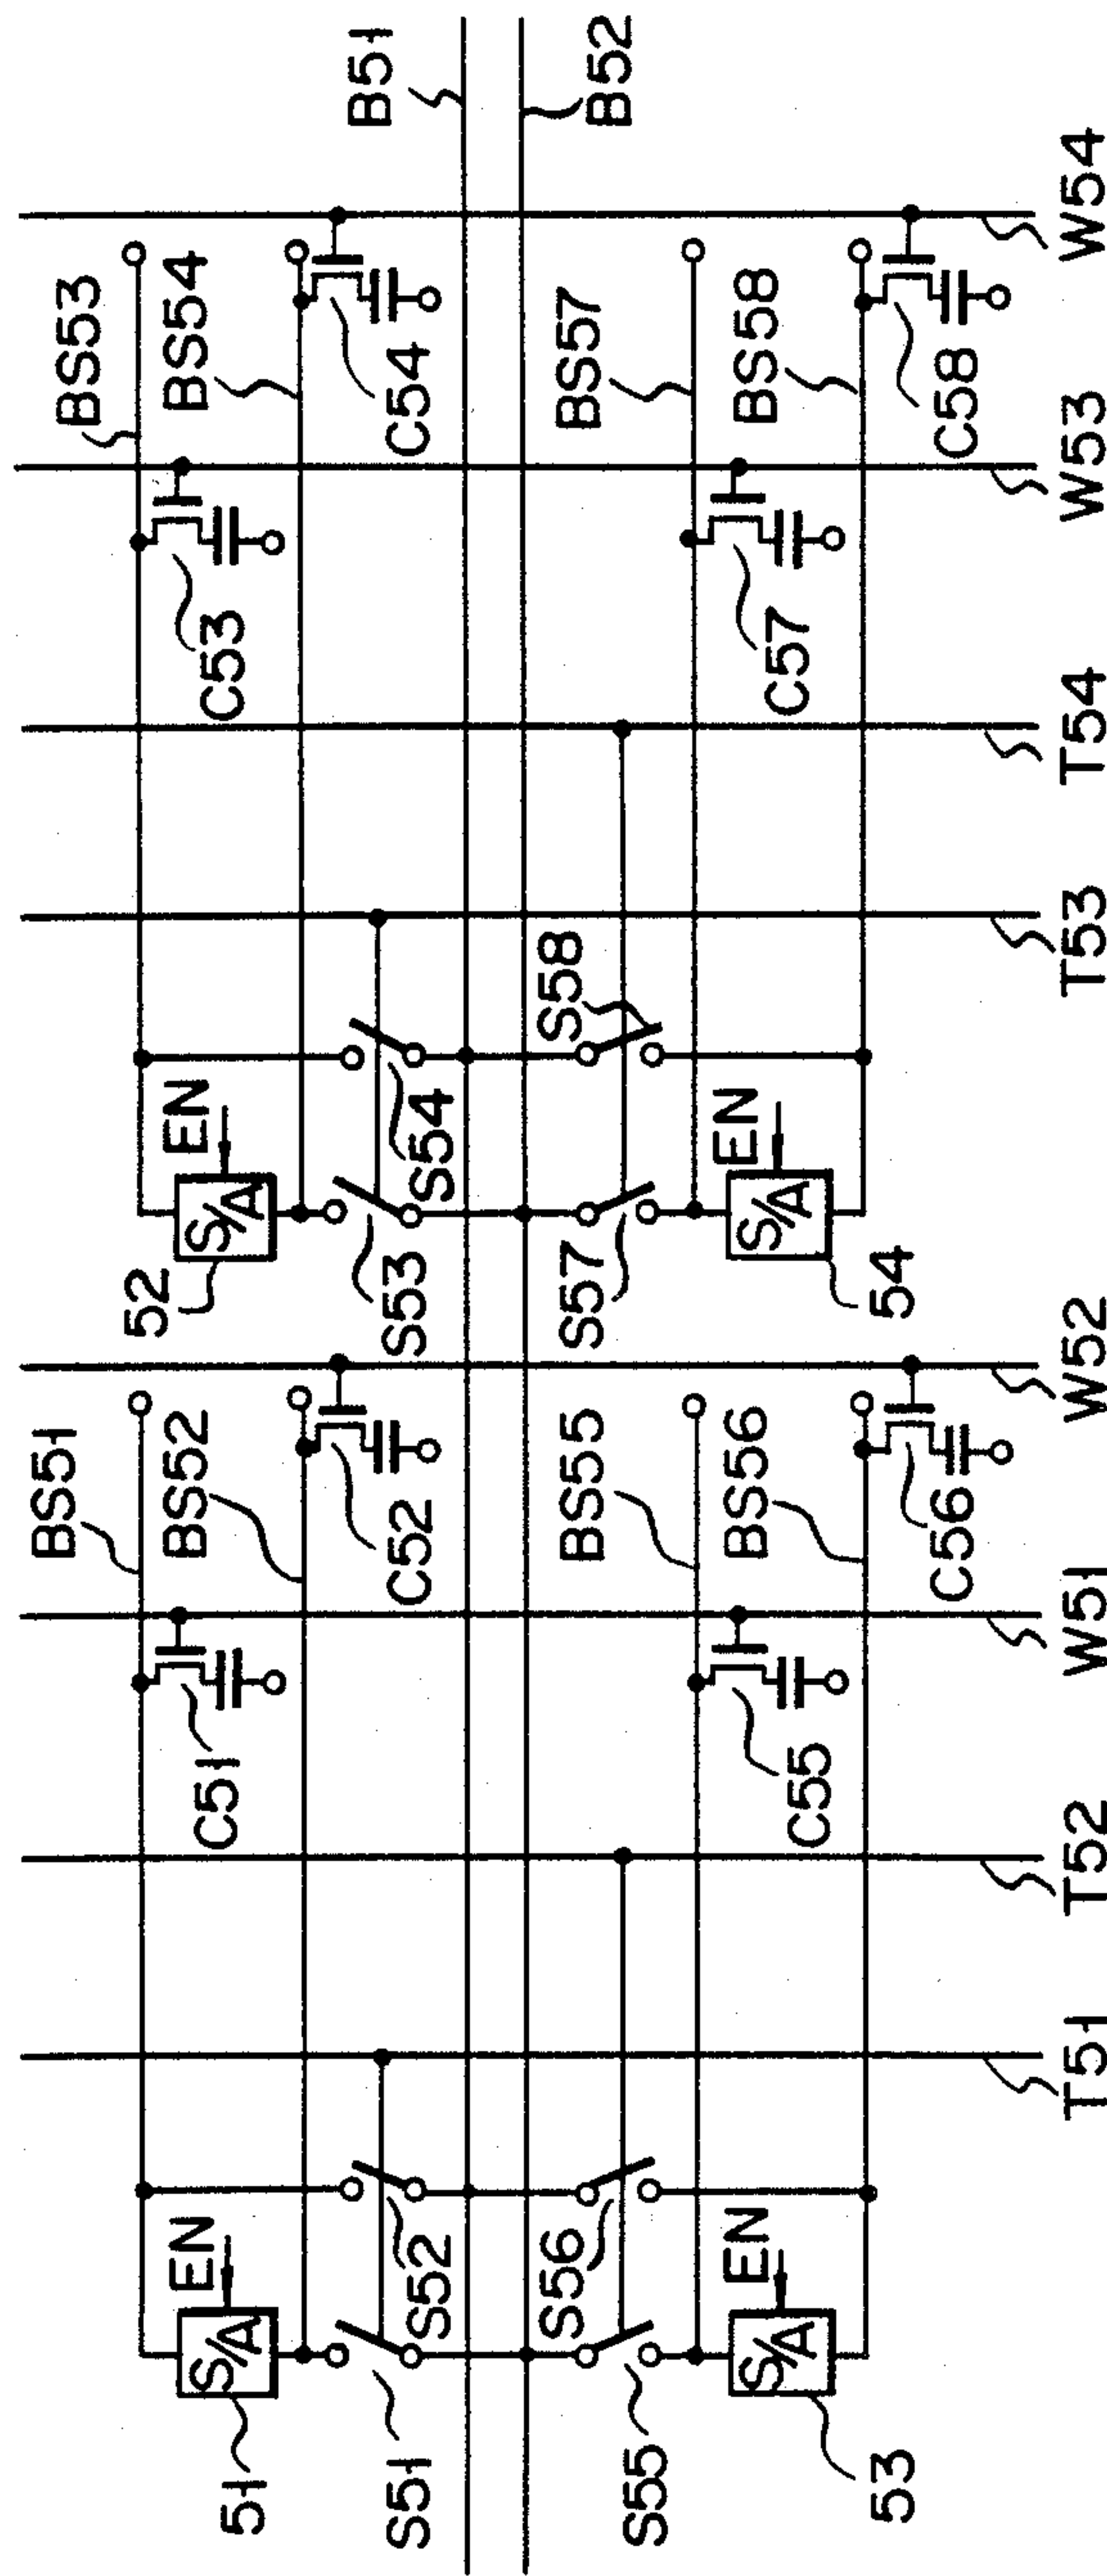 BS51
BS53
EN
BS52
52
EN
BS54
51
S/A
C51
S/A
C53
S51
S52
C52
S53
S54
C54
B51
S55
S56
BS55
S57
S58
BS57
B52
S/A
EN
C55
BS56
S/A
EN
C57
BS58
53
C56
54
C58
T51
T52
W51
W52
T53
T54
W53
W54